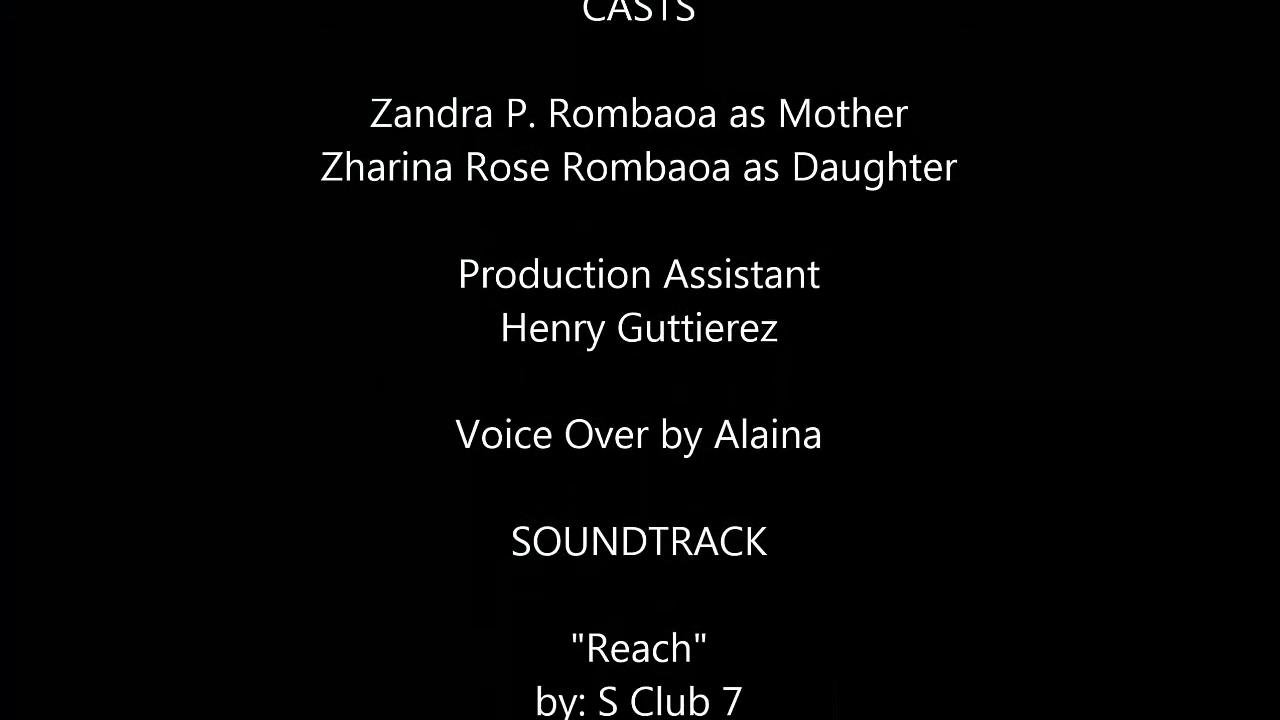 CASTS
Zandra P. Rombaoa as Mother
Zharina Rose Rombaoa as Daughter
Production Assistant
Henry Guttierez
Voice Over by Alaina
SOUNDTRACK
"Reach"
by: S Club 7